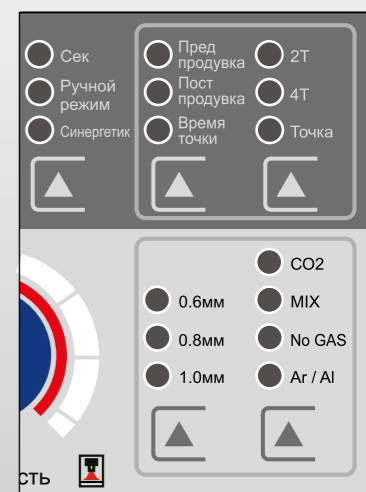 Сек
Ручной
режим
Синергетик
Пред
продувка
Пост
продувка
Время
точки
2T
4T
Точка
CO2
0.6мм
MIX
0.8мм
No GAS
1.0мм
Ar / Al
сть